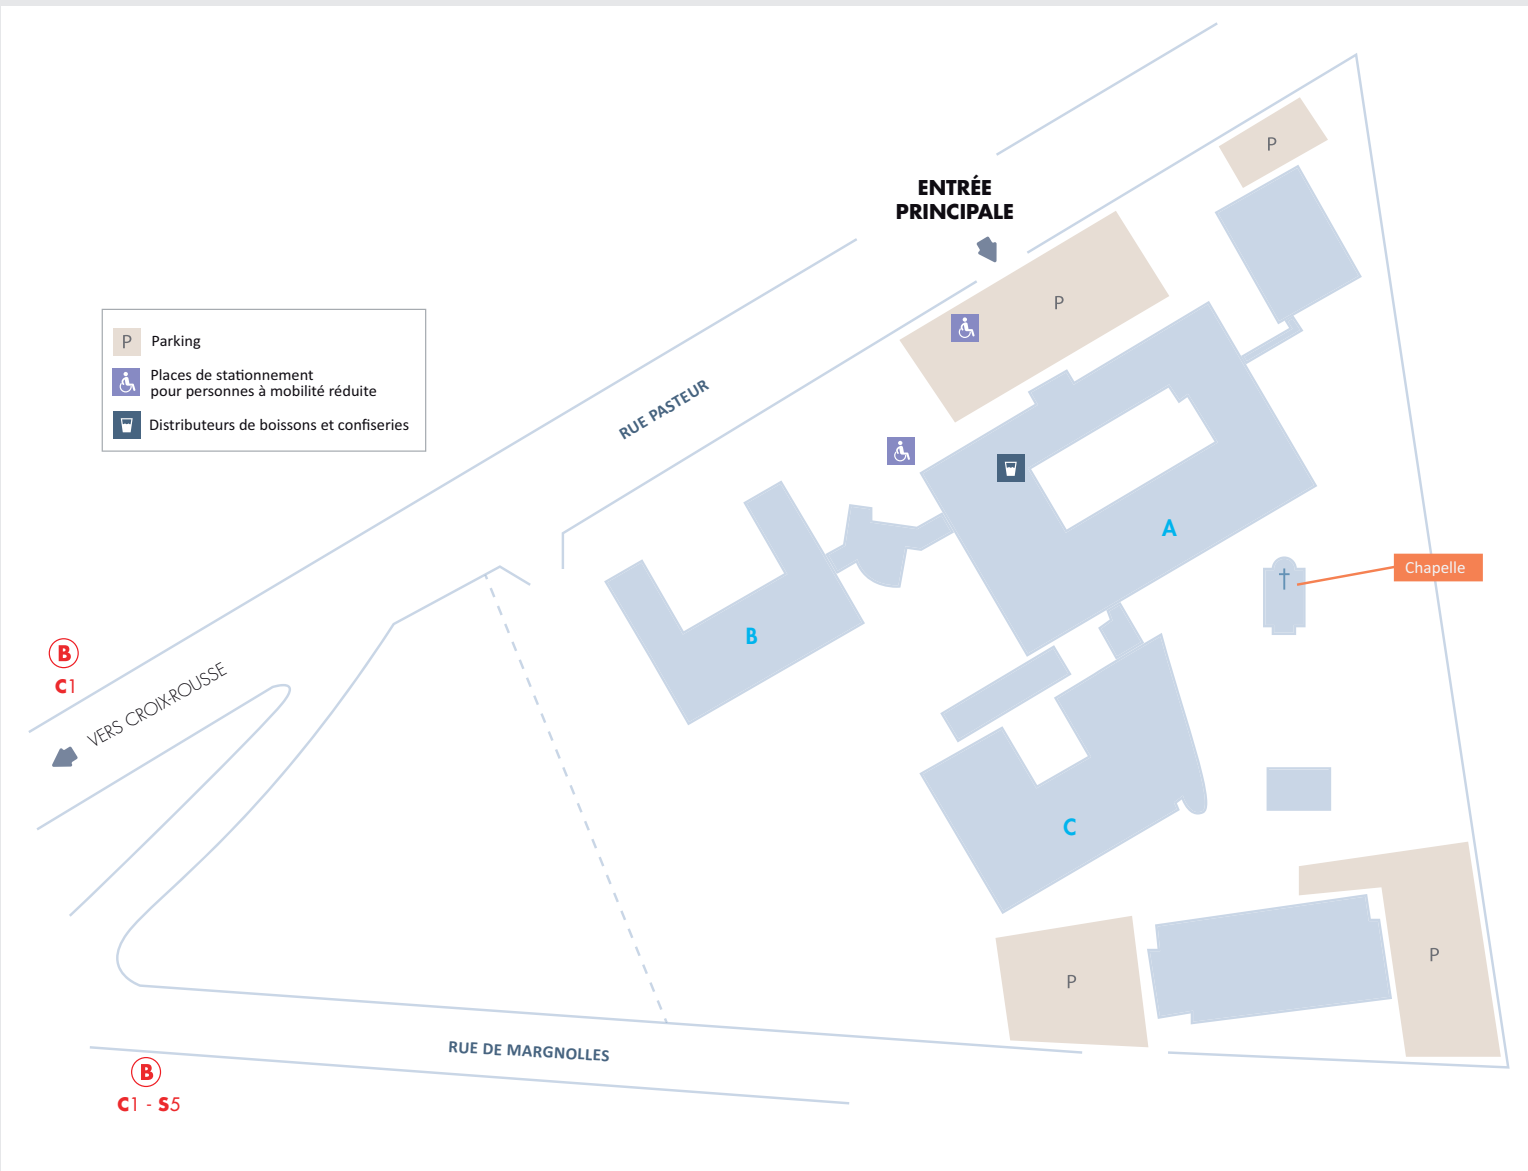 P
ENTRÉE
PRINCIPALE
P
P Parking
Places de stationnement
pour personnes à mobilité réduite
Distributeurs de boissons et confiseries
RUE PASTEUR
A
Chapelle
B
B
C1
VERS CROIX-ROUSSE
C
P
P
RUE DE MARGNOLLES
B
C1 - S5